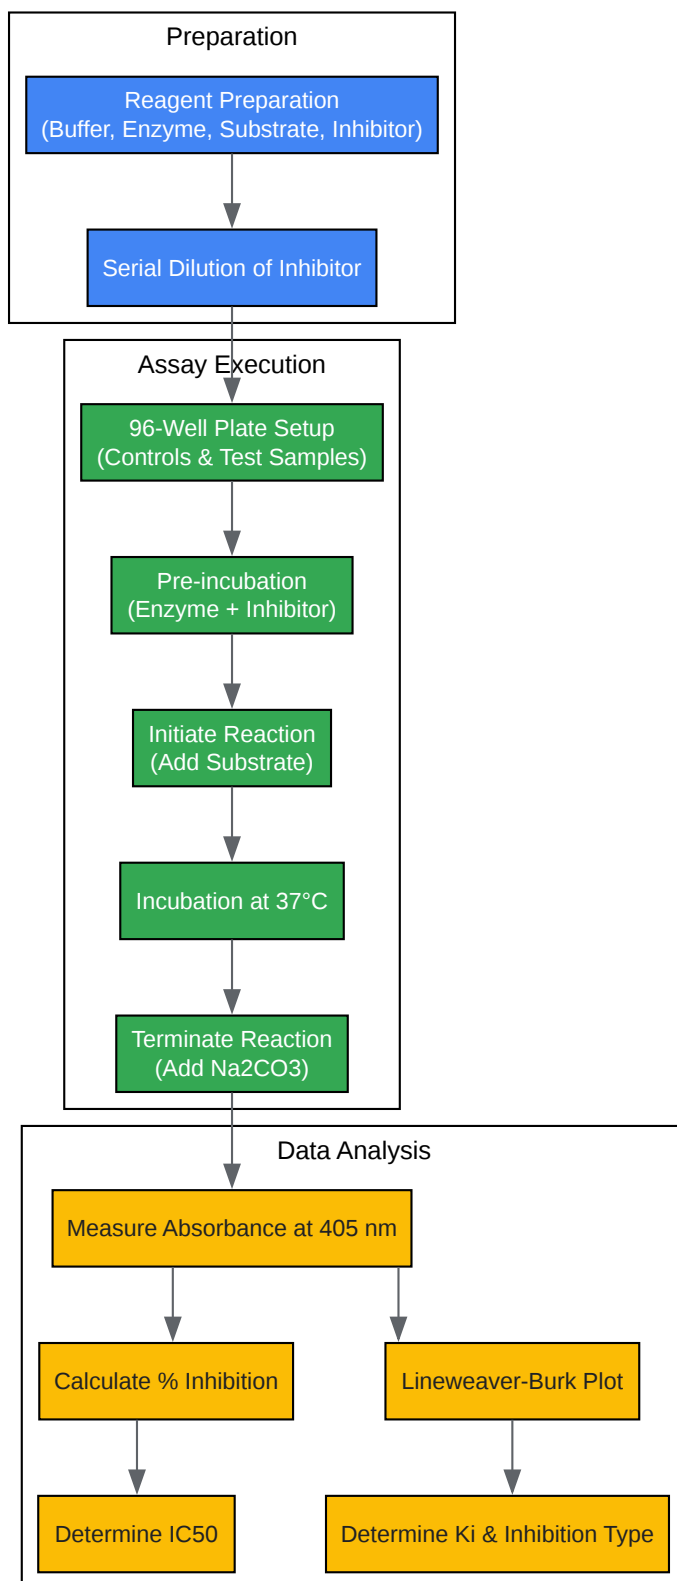 Preparation
Reagent Preparation
(Buffer, Enzyme, Substrate, Inhibitor)
Serial Dilution of Inhibitor
Assay Execution
96-Well Plate Setup
(Controls & Test Samples)
Pre-incubation
(Enzyme + Inhibitor)
Initiate Reaction
(Add Substrate)
Incubation at 37°C
Terminate Reaction
(Add Na2CO3)
Data Analysis
Measure Absorbance at 405 nm
Calculate % Inhibition
Lineweaver-Burk Plot
Determine IC50
Determine Ki & Inhibition Type